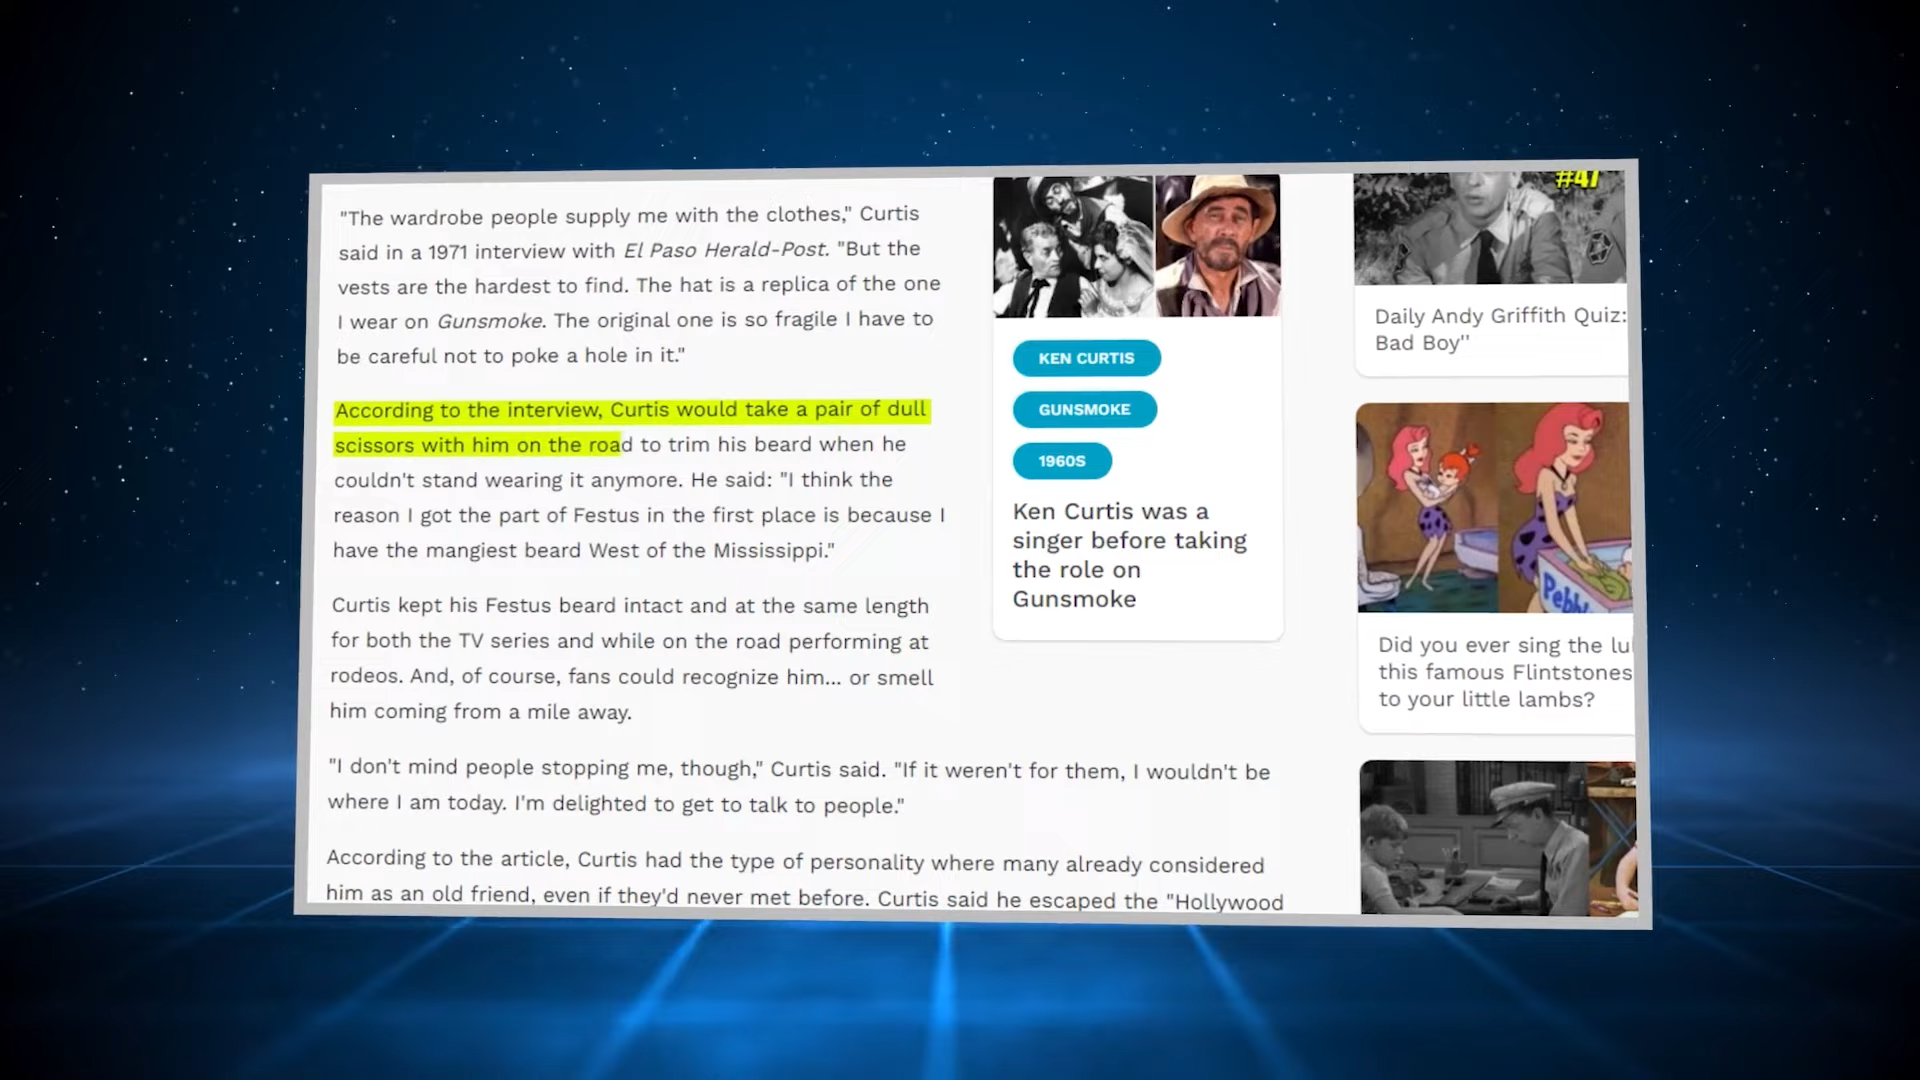 "The wardrobe people supply me with the clothes," Curtis
said in a 1971 interview with El Paso Herald-Post. "But the
vests are the hardest to find. The hat is a replica of the one
I wear on Gunsmoke. The original one is so fragile I have to
be careful not to poke a hole in it."
According to the interview, Curtis would take a pair of dull
scissors with him on the road to trim his beard when he
couldn't stand wearing it anymore. He said: "I think the
reason I got the part of Festus in the first place is because I
have the mangiest beard West of the Mississippi."
Curtis kept his Festus beard intact and at the same length
for both the TV series and while on the road performing at
rodeos. And, of course, fans could recognize him... or smell
him coming from a mile away.
"I don't mind people stopping me, though," Curtis said. "If it weren't for them, I wouldn't be
where I am today. I'm delighted to get to talk to people."
According to the article, Curtis had the type of personality where many already considered
him as an old friend, even if they'd never met before. Curtis said he escaped the "Hollywood
KEN CURTIS
GUNSMOKE
1960S
Ken Curtis was a
singer before taking
the role on
Gunsmoke
#47
Daily Andy Griffith Quiz:
Bad Boy"
Pebb
Did you ever sing the lul
this famous Flintstones
to your little lambs?